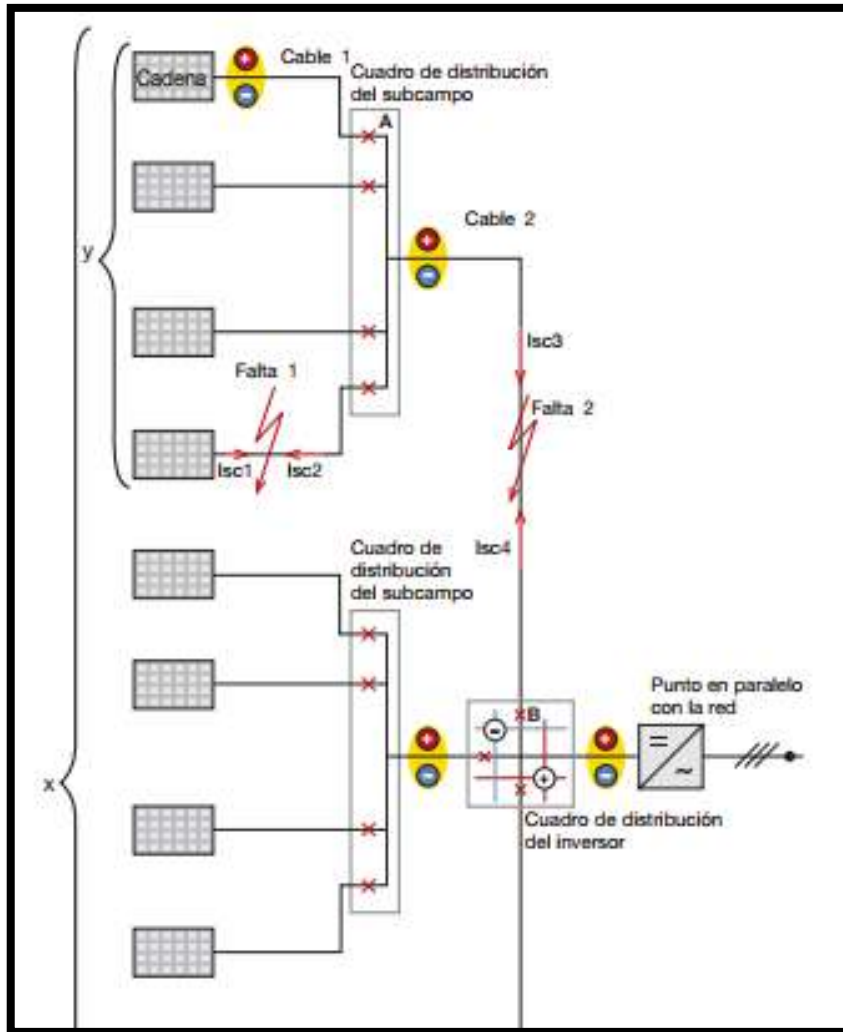 Cadena
+
-
Cable 1
Cuadro de distribución
del subcampo
A
y
+
-
Cable 2
Isc3
Falta 1
Falta 2
Isc1
Isc2
Isc4
Cuadro de
distribución
del subcampo
Punto en paralelo
con la red
B
-
+
-
+
-
+
=
~
x
Cuadro de distribución
del inversor